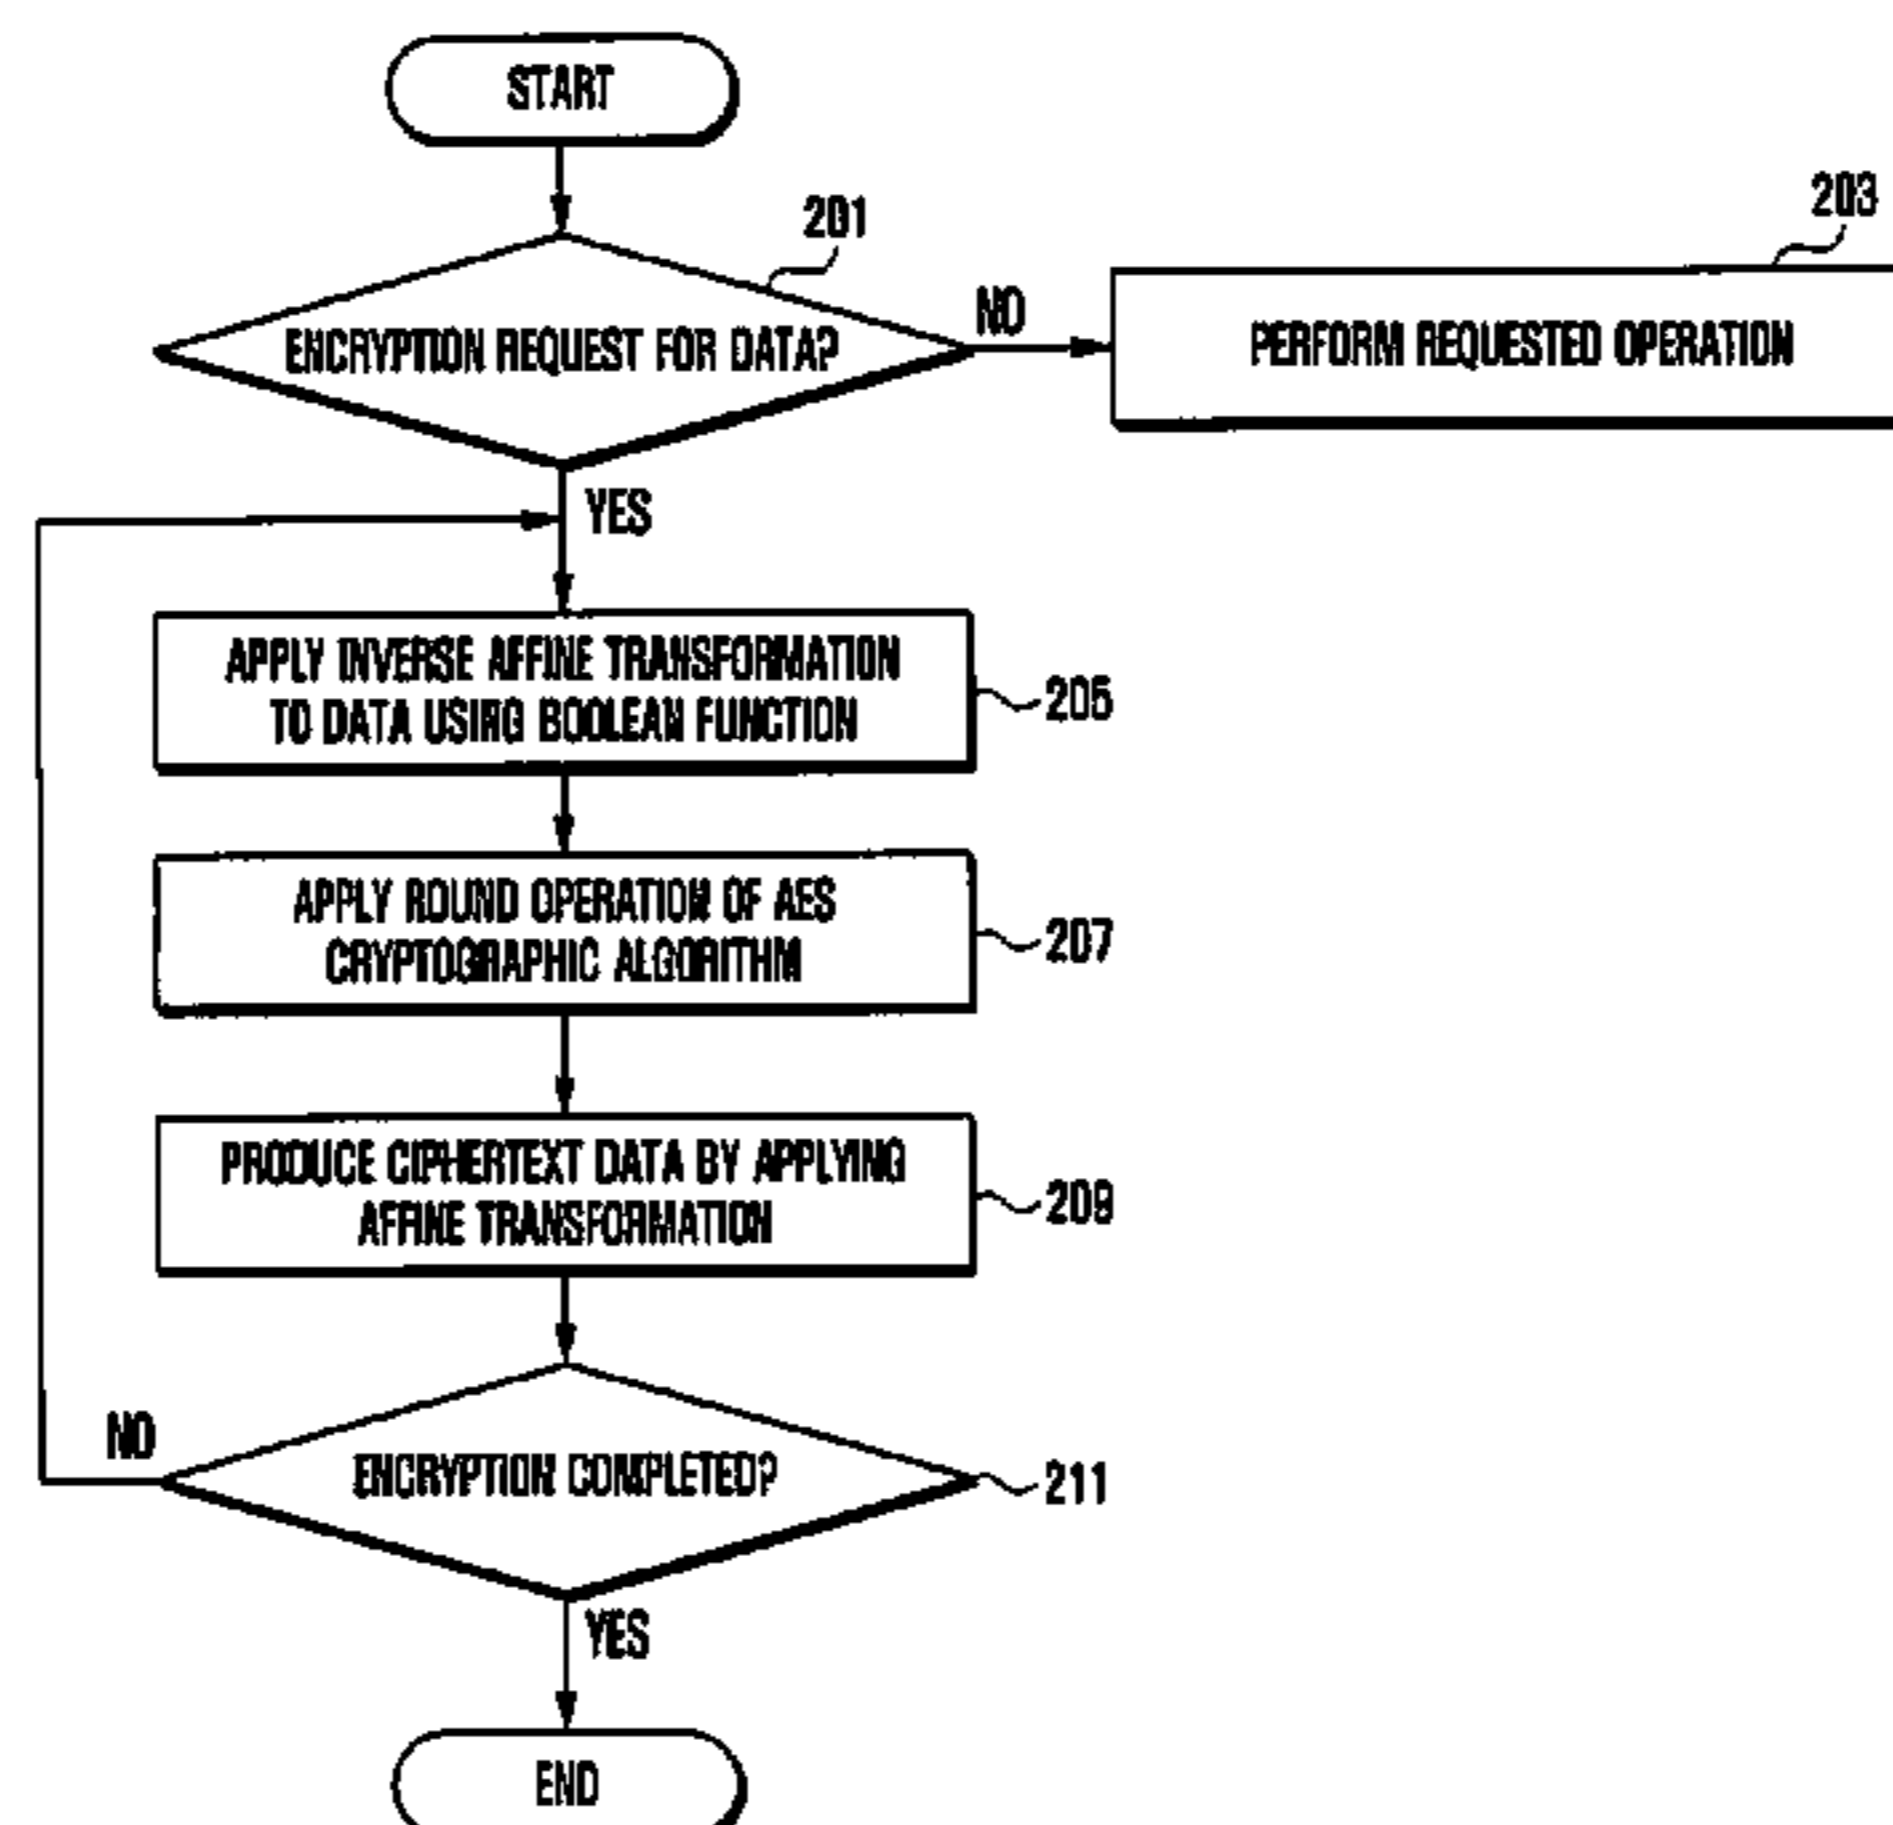 START
201
203
ENCRYPTION REQUEST FOR DATA?
NO
PERFORM REQUESTED OPERATION
YES
APPLY INVERSE AFFINE TRANSFORMATION
TO DATA USING BOOLEAN FUNCTION
205
APPLY ROUND OPERATION OF AES
CRYPTOGRAPHIC ALGORITHM
207
PRODUCE CIPHERTEXT DATA BY APPLYING
AFFINE TRANSFORMATION
209
NO
ENCRYPTION COMPLETED?
211
YES
END